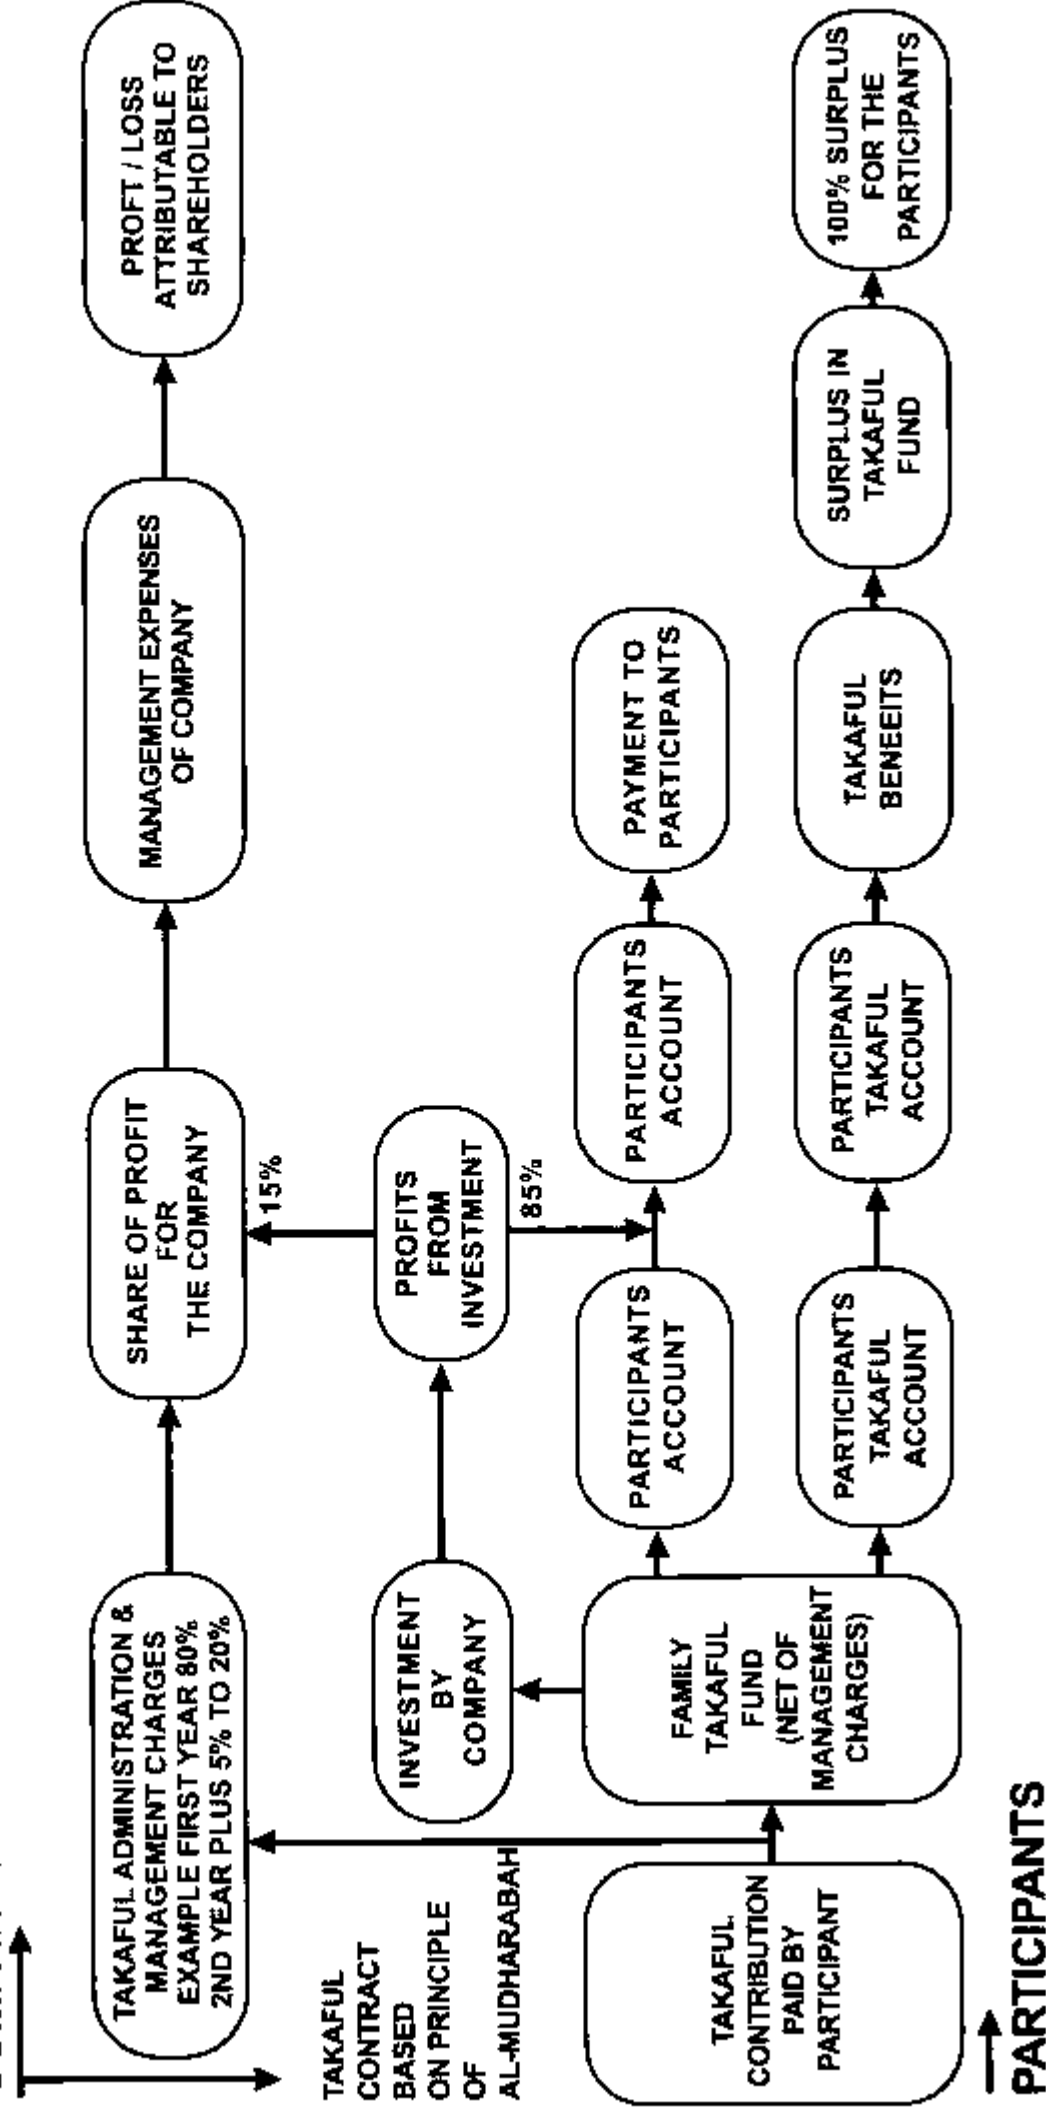 TAKAFUL ADMINISTRATION &
MANAGEMENT CHARGES
EXAMPLE FIRST YEAR 80%
2ND YEAR PLUS 5% TO 20%
SHARE OF PROFIT
FOR
THE COMPANY
MANAGEMENT EXPENSES
OF COMPANY
PROFT / LOSS
ATTRIBUTABLE TO
SHAREHOLDERS
15%
TAKAFUL
CONTRACT
BASED
ON PRINCIPLE
OF
AL-MUDHARABAH
INVESTMENT
BY
COMPANY
PROFITS
FROM
INVESTMENT
85%
PARTICIPANTS
ACCOUNT
PARTICIPANTS
ACCOUNT
PAYMENT TO
PARTICIPANTS
TAKAFUL
CONTRIBUTION
PAID BY
PARTICIPANT
FAMILY
TAKAFUL
FUND
(NET OF
MANAGEMENT
CHARGES)
PARTICIPANTS
TAKAFUL
ACCOUNT
PARTICIPANTS
TAKAFUL
ACCOUNT
TAKAFUL
BENEEITS
SURPLUS IN
TAKAFUL
FUND
100% SURPLUS
FOR THE
PARTICIPANTS
PARTICIPANTS